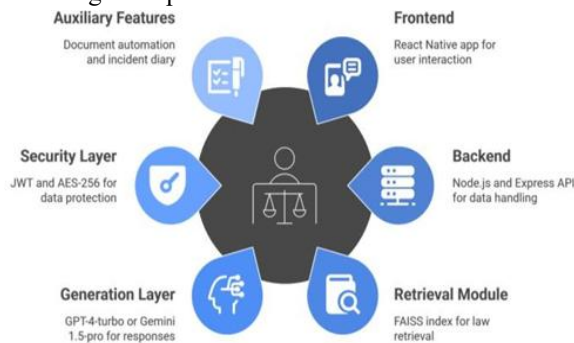 Auxiliary Features
Document automation
and incident diary
Frontend
React Native app for
user interaction
Security Layer
JWT and AES-256 for
data protection
Backend
Node.js and Express API
for data handling
Generation Layer
GPT-4-turbo or Gemini
1.5-pro for responses
Retrieval Module
FAISS index for law
retrieval